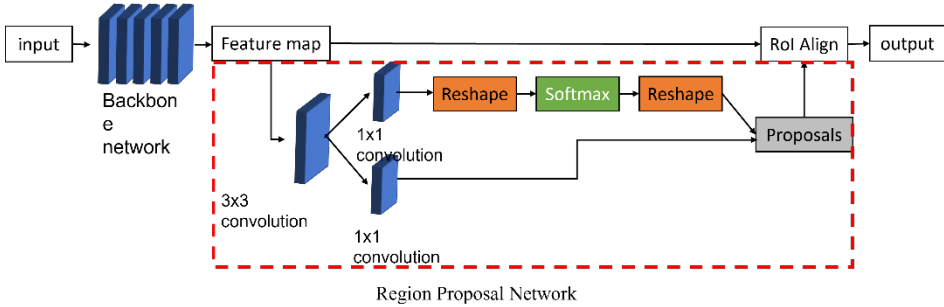 input
Feature map
RoI Align
output
Backbon
e
network
Reshape
Softmax
Reshape
1x1
convolution
Proposals
3x3
convolution
1x1
convolution
Region Proposal Network